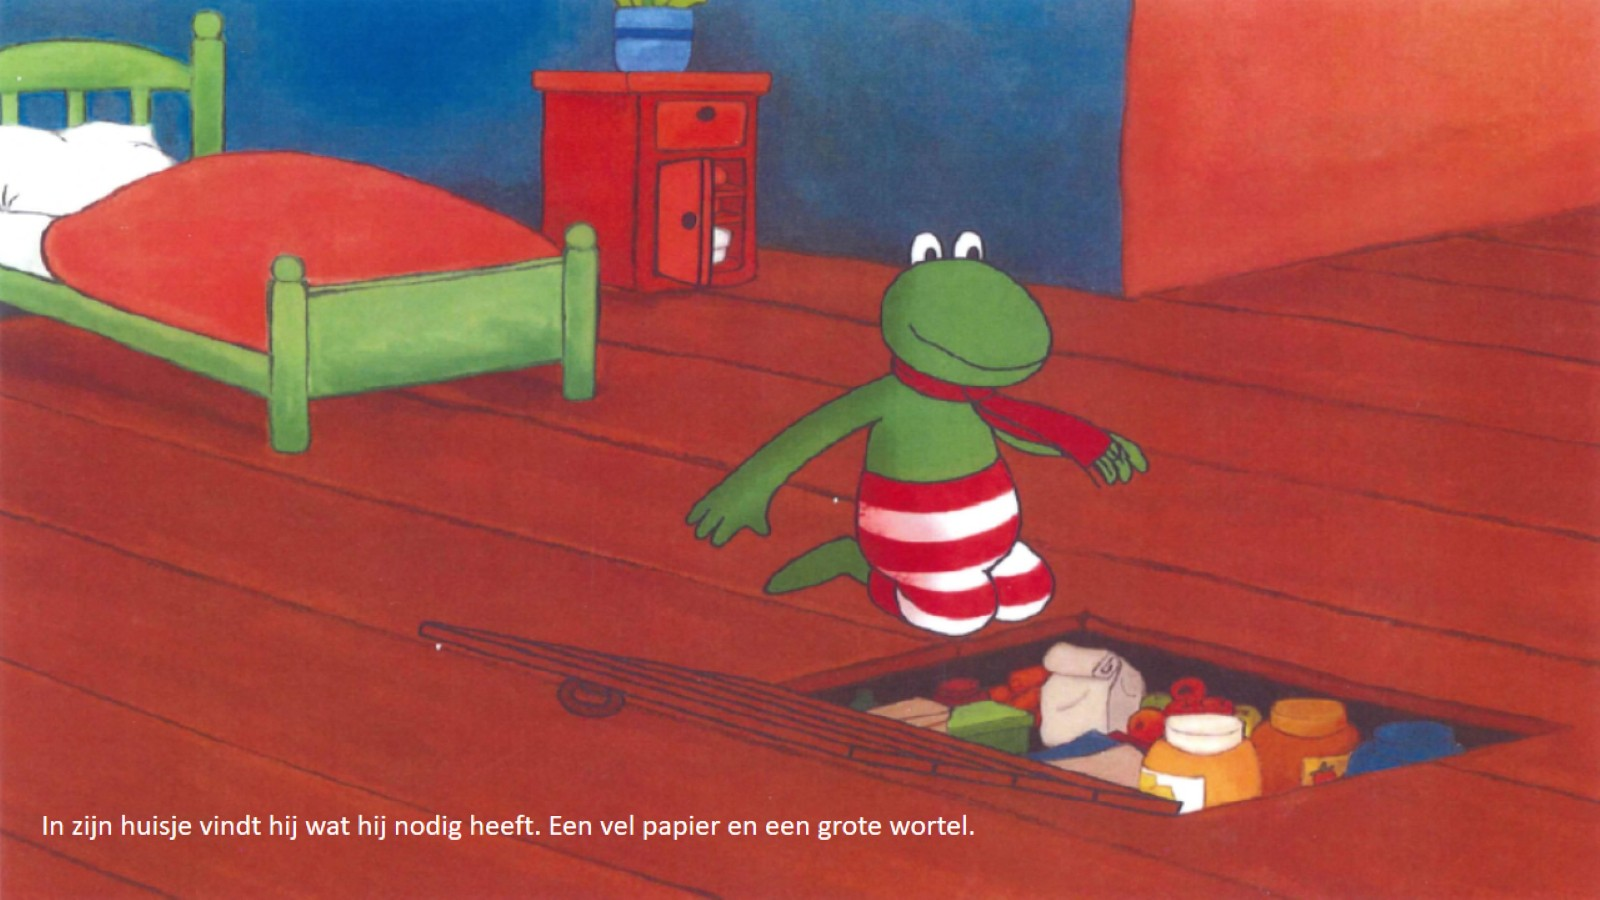 In zijn huisje vindt hij wat hij nodig heeft. Een vel papier en een grote wortel.